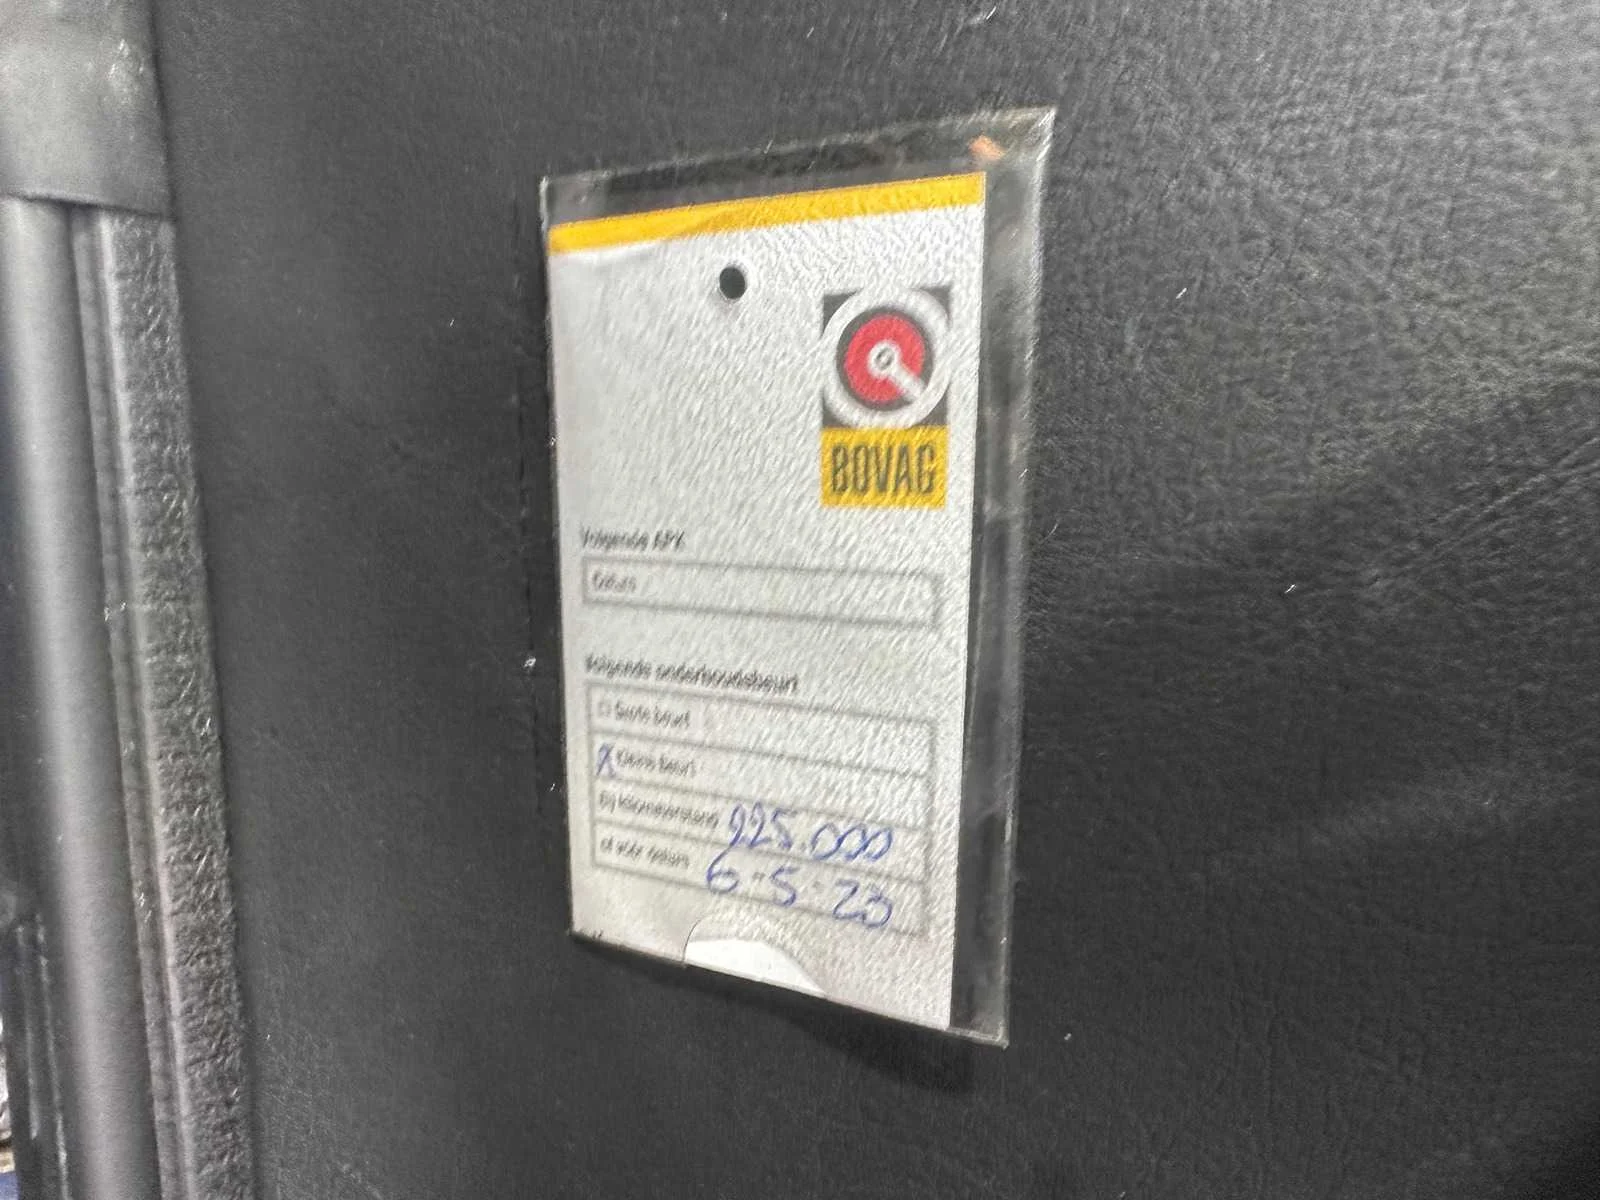 BOVAG
Volgende APK
Datum
Volgende onderhoudsbeurt
Grote beurt
X Kleine beurt
Bij kilometerstand 225.000
of vóór datum 6-5-23